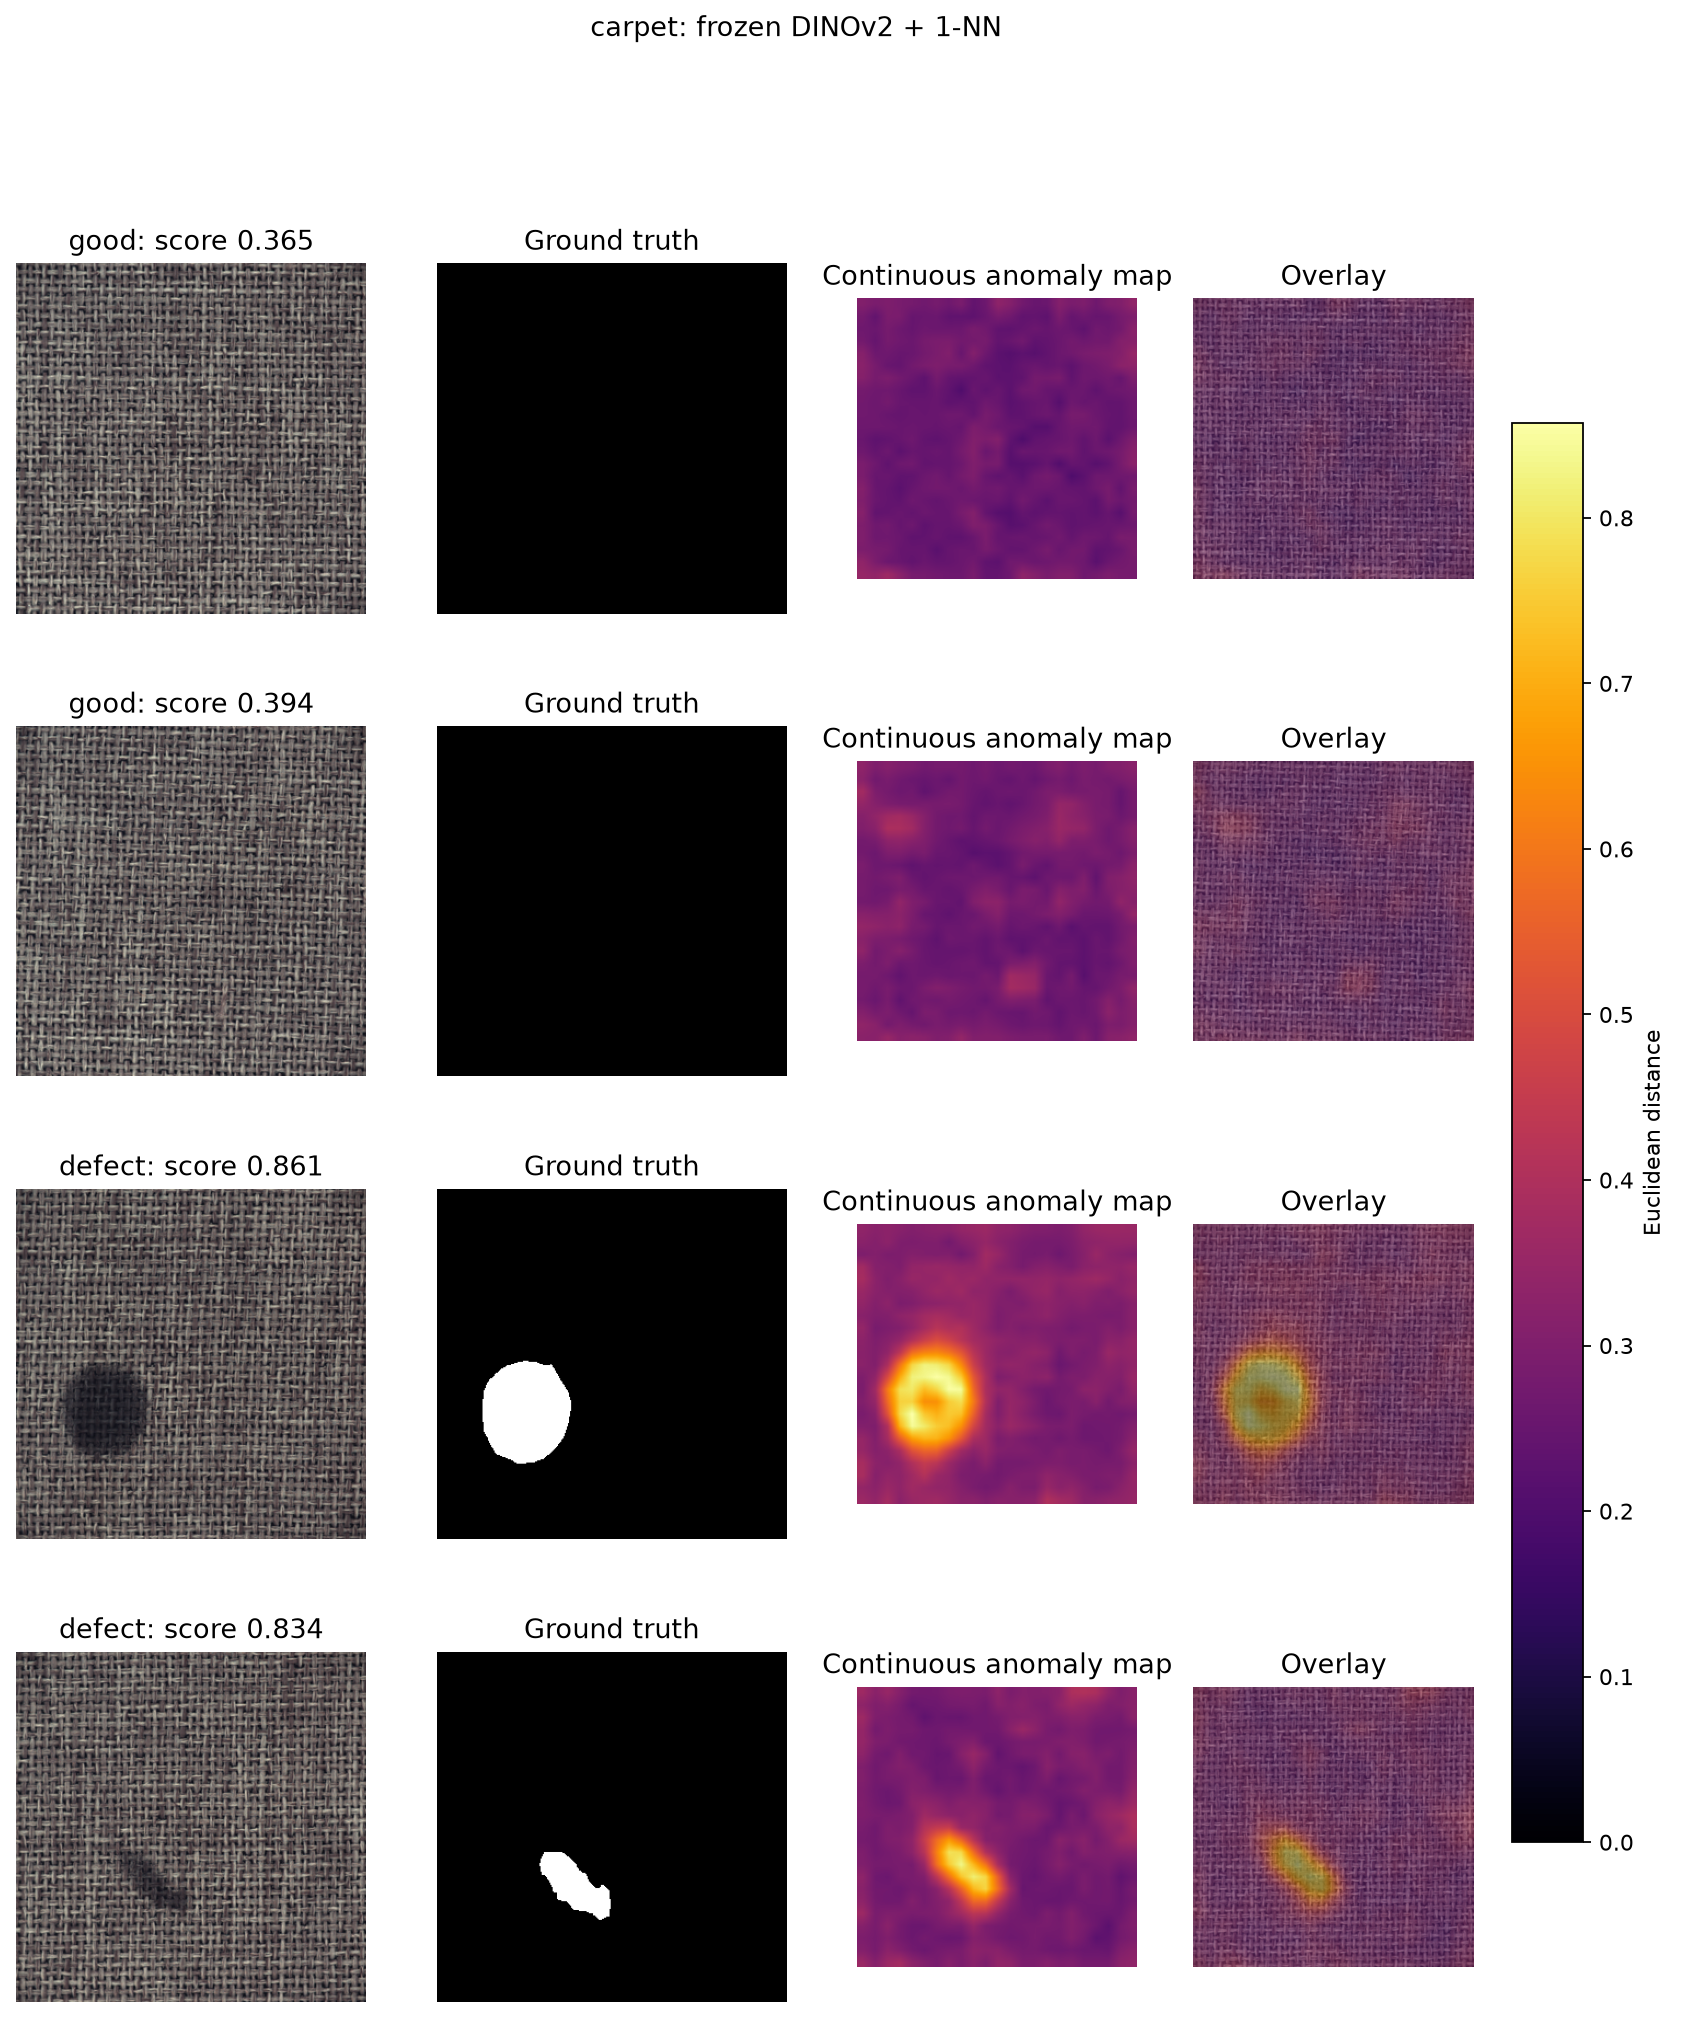 carpet: frozen DINOv2 + 1-NN
good: score 0.365
Ground truth
Continuous anomaly map
Overlay
good: score 0.394
Ground truth
Continuous anomaly map
Overlay
defect: score 0.861
Ground truth
Continuous anomaly map
Overlay
defect: score 0.834
Ground truth
Continuous anomaly map
Overlay
0.8
0.7
0.6
0.5
0.4
0.3
0.2
0.1
0.0
Euclidean distance